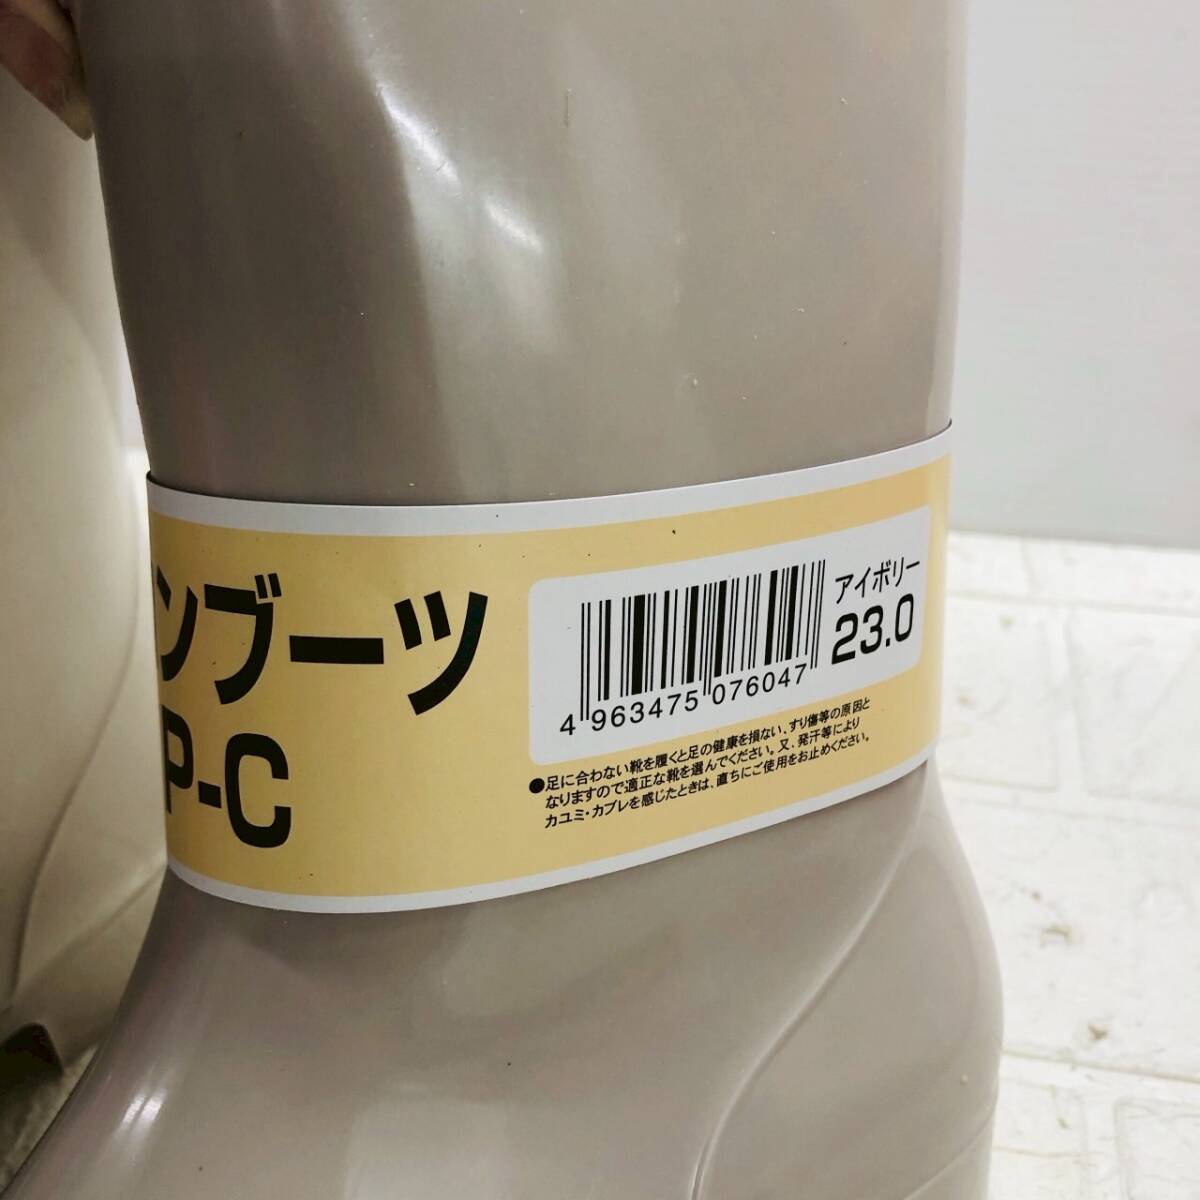 ンブーツ
P-C
アイボリー
23.0
4 963475 076047
●足に合わない靴を履くと足の健康を損ない、すり傷等の原因と
なりますので適正な靴を選んでください。又、発汗等により
カユミ・カブレを感じたときは、直ちにご使用をお止めください。